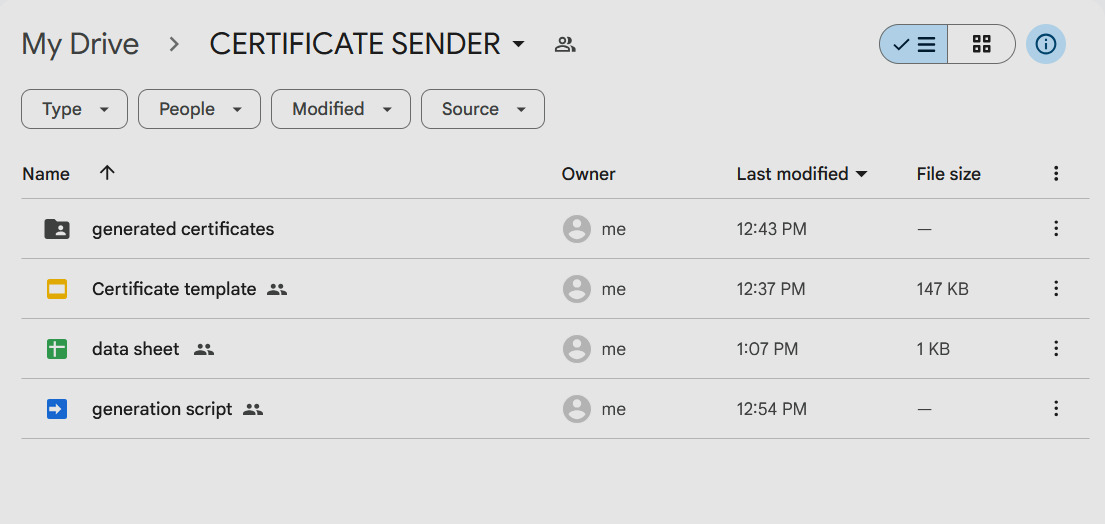 My Drive > CERTIFICATE SENDER
Type People Modified Source
Name Owner Last modified File size
generated certificates me 12:43 PM —
Certificate template me 12:37 PM 147 KB
data sheet me 1:07 PM 1 KB
generation script me 12:54 PM —